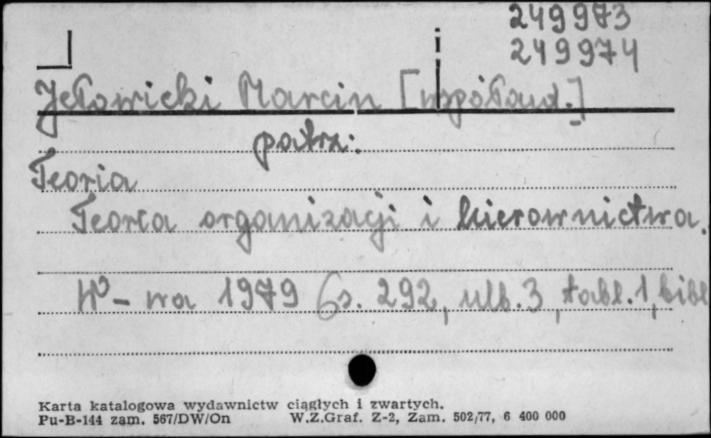 249973
249974
Jełowicki Marcin [współaut.]
patrz:
Teoria
Teoria organizacji i kierownictwa.
W-wa 1979 s. 292, nlb. 3, tabl. 1, bibl
Karta katalogowa wydawnictw ciągłych i zwartych.
Pu-B-144 zam. 567/DW/On W.Z.Graf. Z-2, Zam. 502/77, 6 400 000